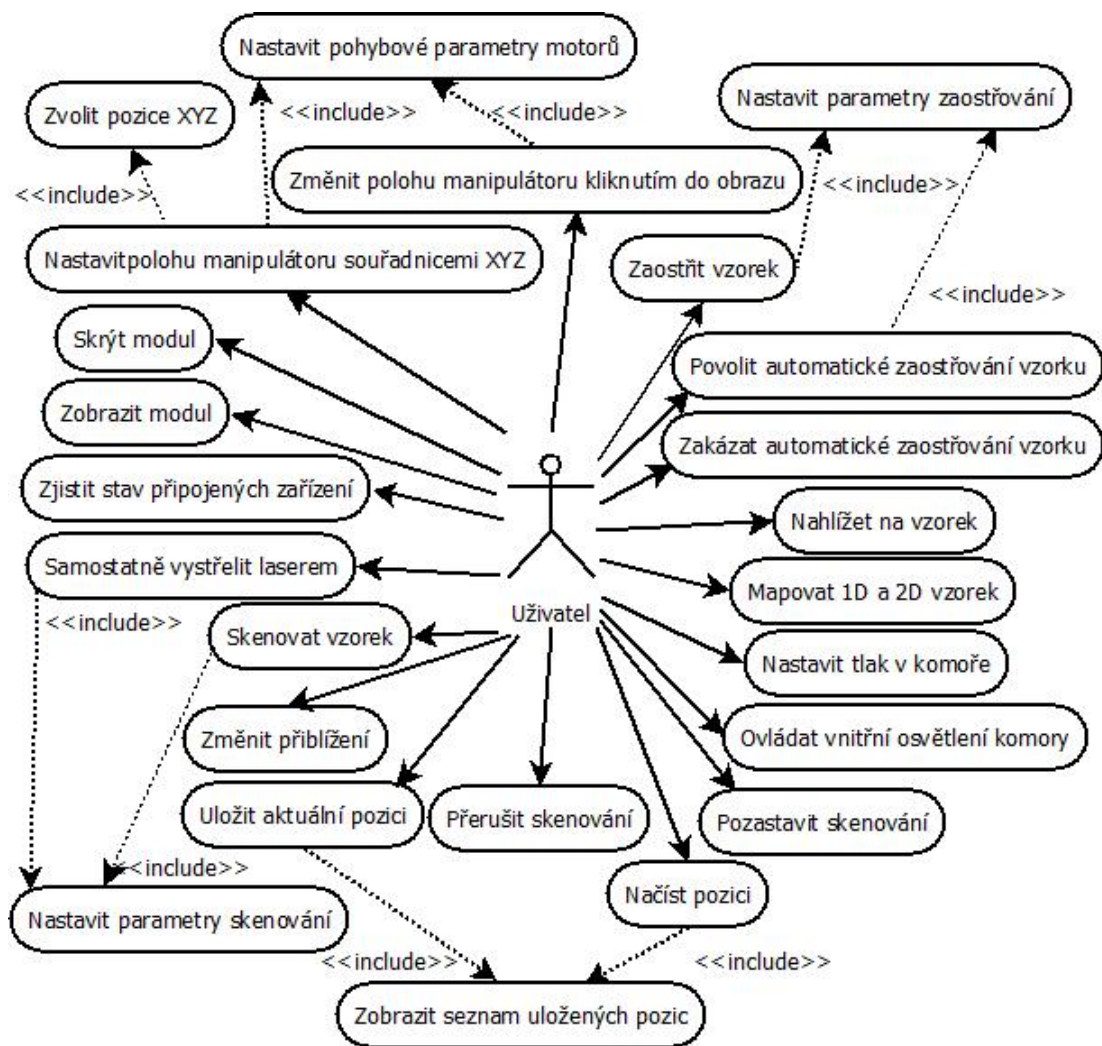 Nastavit pohybové parametry motorů
Nastavit parametry zaostřování
Zvolit pozice XYZ
<<include>>
<<include>>
Změnit polohu manipulátoru kliknutím do obrazu
<<include>>
<<include>>
Nastavitpolohu manipulátoru souřadnicemi XYZ
Zaostřit vzorek
<<include>>
Skrýt modul
Povolit automatické zaostřování vzorku
Zobrazit modul
Zakázat automatické zaostřování vzorku
Zjistit stav připojených zařízení
Nahlížet na vzorek
Samostatně vystřelit laserem
Mapovat 1D a 2D vzorek
Uživatel
<<include>>
Skenovat vzorek
Nastavit tlak v komoře
Změnit přiblížení
Ovládat vnitřní osvětlení komory
Uložit aktuální pozici
Přerušit skenování
Pozastavit skenování
<<include>>
Načíst pozici
Nastavit parametry skenování
<<include>>
<<include>>
Zobrazit seznam uložených pozic